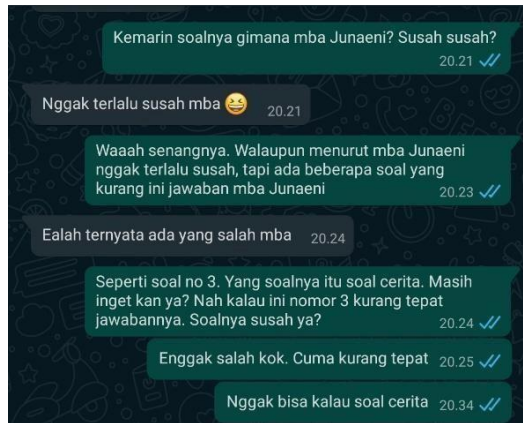 Kemarin soalnya gimana mba Junaeni? Susah susah?
20.21
Nggak terlalu susah mba 😆 20.21
Waaah senangnya. Walaupun menurut mba Junaeni
nggak terlalu susah, tapi ada beberapa soal yang
kurang ini jawaban mba Junaeni 20.23
Ealah ternyata ada yang salah mba 20.24
Seperti soal no 3. Yang soalnya itu soal cerita. Masih
inget kan ya? Nah kalau ini nomor 3 kurang tepat
jawabannya. Soalnya susah ya? 20.24
Enggak salah kok. Cuma kurang tepat 20.25
Nggak bisa kalau soal cerita 20.34